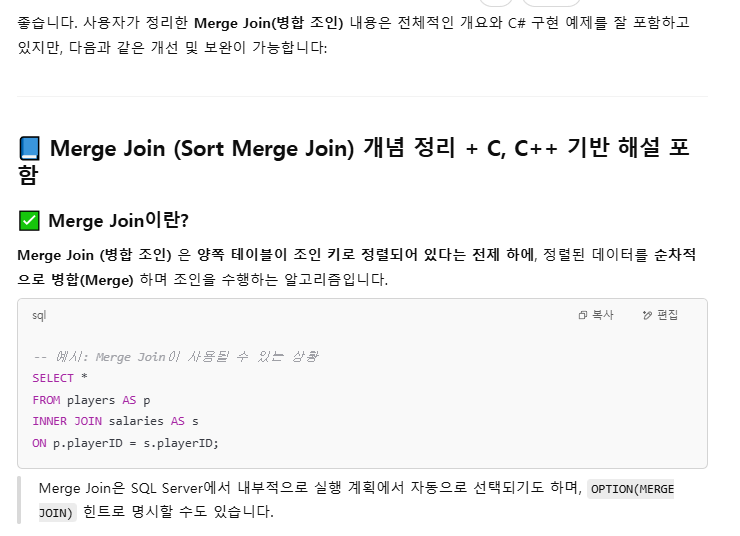 좋습니다. 사용자가 정리한 Merge Join(병합 조인) 내용은 전체적인 개요와 C# 구현 예제를 잘 포함하고
있지만, 다음과 같은 개선 및 보완이 가능합니다:
📘 Merge Join (Sort Merge Join) 개념 정리 + C, C++ 기반 해설 포
함
✅ Merge Join이란?
Merge Join (병합 조인) 은 양쪽 테이블이 조인 키로 정렬되어 있다는 전제 하에, 정렬된 데이터를 순차적
으로 병합(Merge) 하며 조인을 수행하는 알고리즘입니다.
sql 복사 편집
-- 예시: Merge Join이 사용될 수 있는 상황
SELECT *
FROM players AS p
INNER JOIN salaries AS s
ON p.playerID = s.playerID;
Merge Join은 SQL Server에서 내부적으로 실행 계획에서 자동으로 선택되기도 하며, OPTION(MERGE
JOIN) 힌트로 명시할 수도 있습니다.